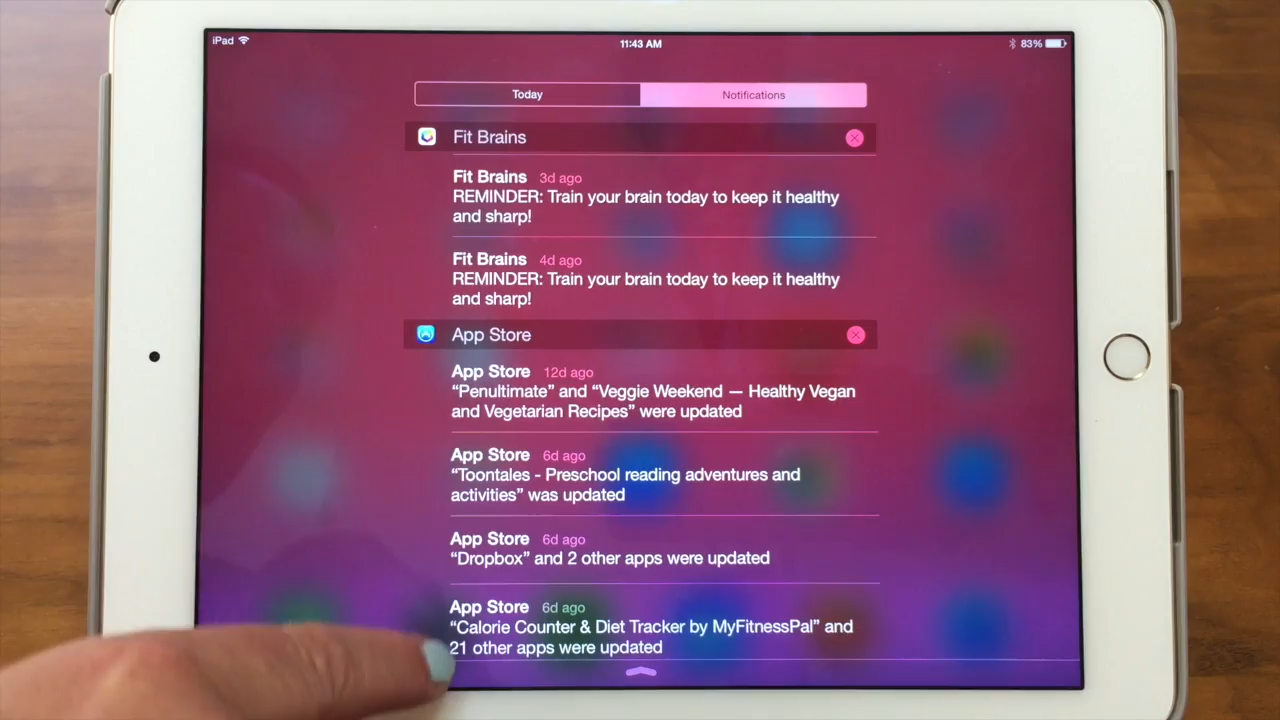 iPad
11:43 AM
83%
Today
Notifications
Fit Brains
Fit Brains 3d ago
REMINDER: Train your brain today to keep it healthy
and sharp!
Fit Brains 4d ago
REMINDER: Train your brain today to keep it healthy
and sharp!
App Store
App Store 12d ago
“Penultimate” and “Veggie Weekend — Healthy Vegan
and Vegetarian Recipes” were updated
App Store 6d ago
“Toontales - Preschool reading adventures and
activities” was updated
App Store 6d ago
“Dropbox” and 2 other apps were updated
App Store 6d ago
“Calorie Counter & Diet Tracker by MyFitnessPal” and
21 other apps were updated